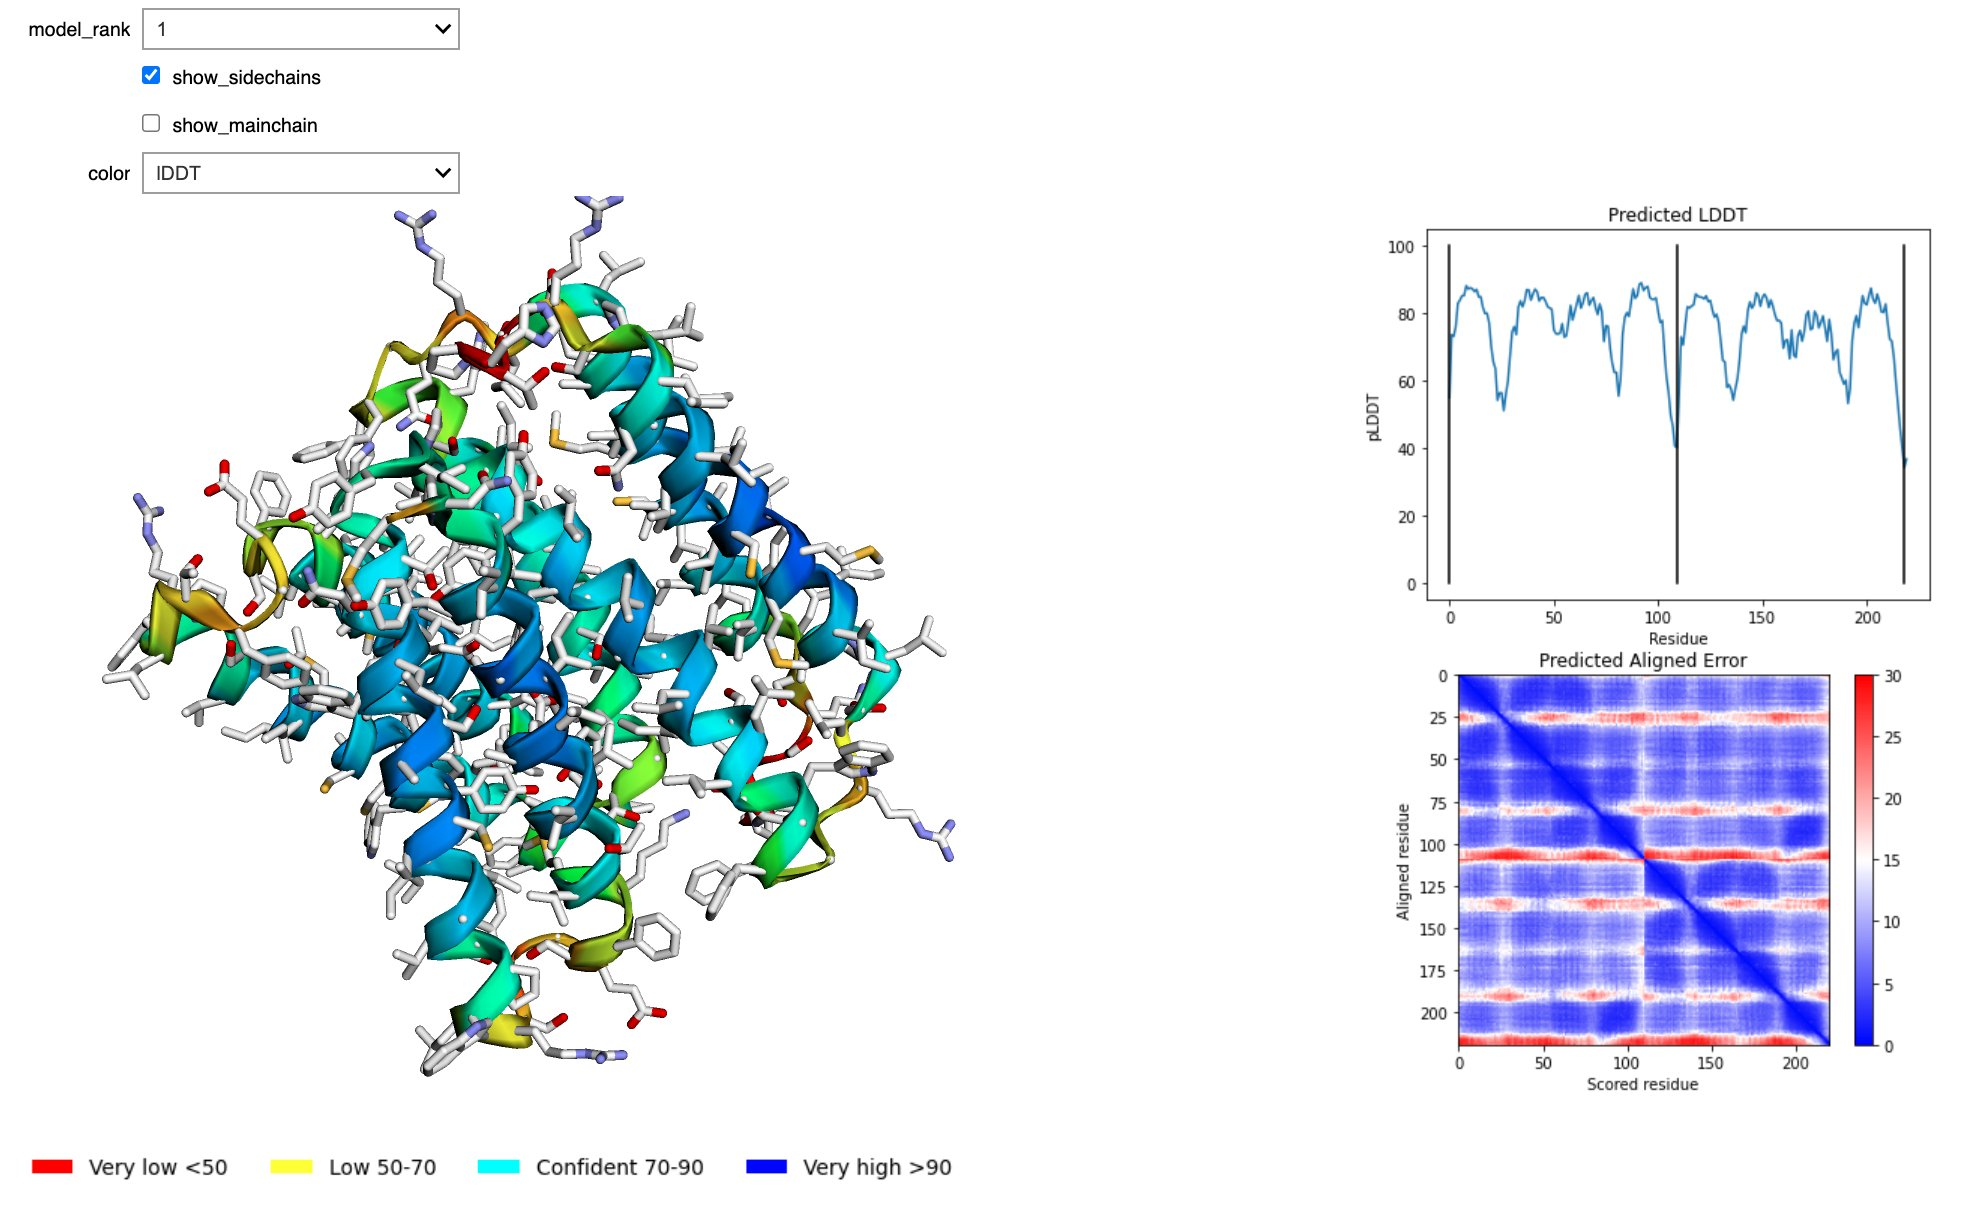 model_rank 1
show_sidechains
show_mainchain
color lDDT
Predicted LDDT
100
80
60
40
20
0
pLDDT
0 50 100 150 200
Residue
Predicted Aligned Error
0
25
50
75
100
125
150
175
200
Aligned residue
0 50 100 150 200
Scored residue
30
25
20
15
10
5
0
Very low <50 Low 50-70 Confident 70-90 Very high >90